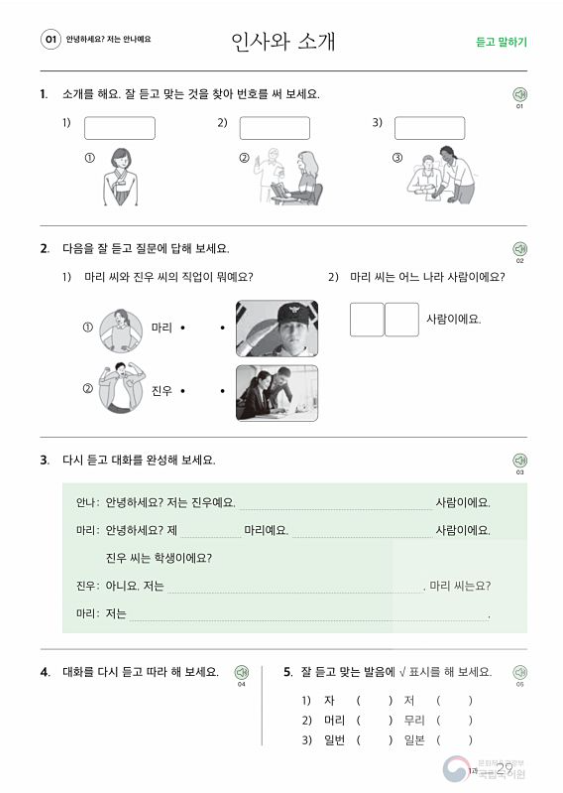 01 안녕하세요? 저는 안나예요
인사와 소개
듣고 말하기
1. 소개를 해요. 잘 듣고 맞는 것을 찾아 번호를 써 보세요.
01
1) 2) 3)
① ② ③
2. 다음을 잘 듣고 질문에 답해 보세요.
02
1) 마리 씨와 진우 씨의 직업이 뭐예요?
① 마리 • •
② 진우 • •
2) 마리 씨는 어느 나라 사람이에요?
사람이에요.
3. 다시 듣고 대화를 완성해 보세요.
03
안나: 안녕하세요? 저는 진우예요. 사람이에요.
마리: 안녕하세요? 제 마리예요. 사람이에요.
진우 씨는 학생이에요?
진우: 아니요. 저는 . 마리 씨는요?
마리: 저는 .
4. 대화를 다시 듣고 따라 해 보세요.
04
5. 잘 듣고 맞는 발음에 √ 표시를 해 보세요.
05
1) 자 ( ) 저 ( )
2) 머리 ( ) 무리 ( )
3) 일번 ( ) 일본 ( )
1과 29
문화체육관광부
국립국어원